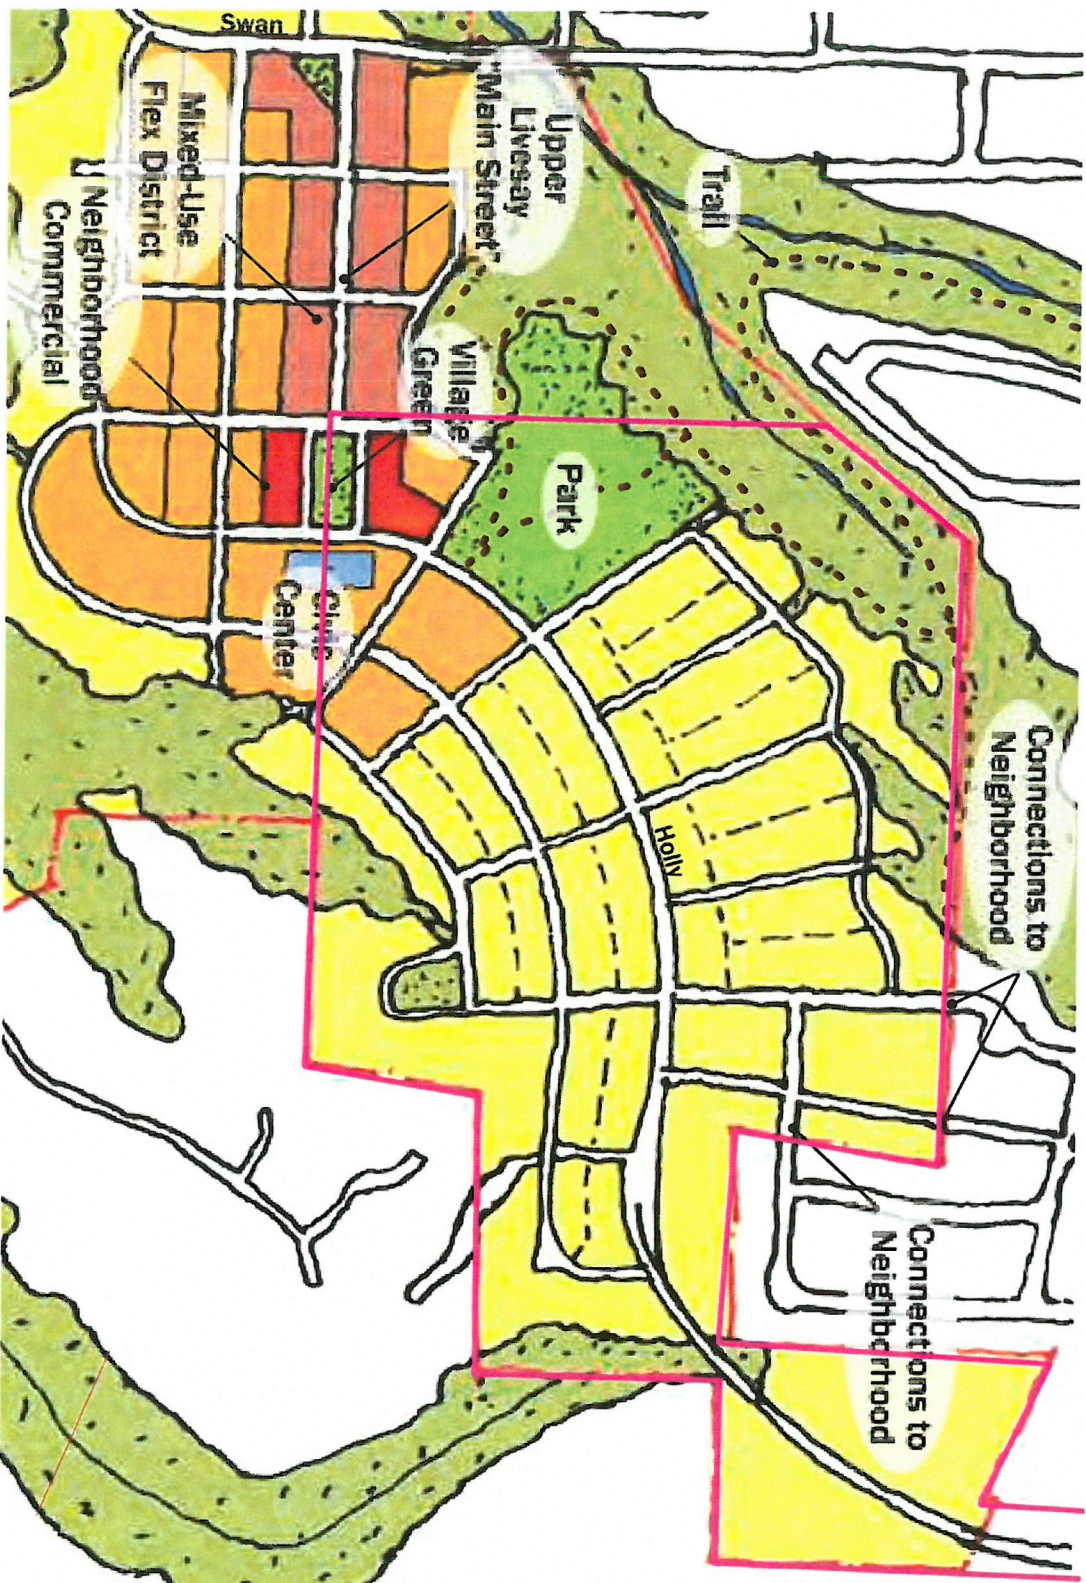 Swan
Upper
Livesay
"Main Street"
Mixed-Use
Flex District
Neighborhood
Commercial
Trail
Village
Green
Park
Civic
Center
Holly
Connections to
Neighborhood
Connections to
Neighborhood